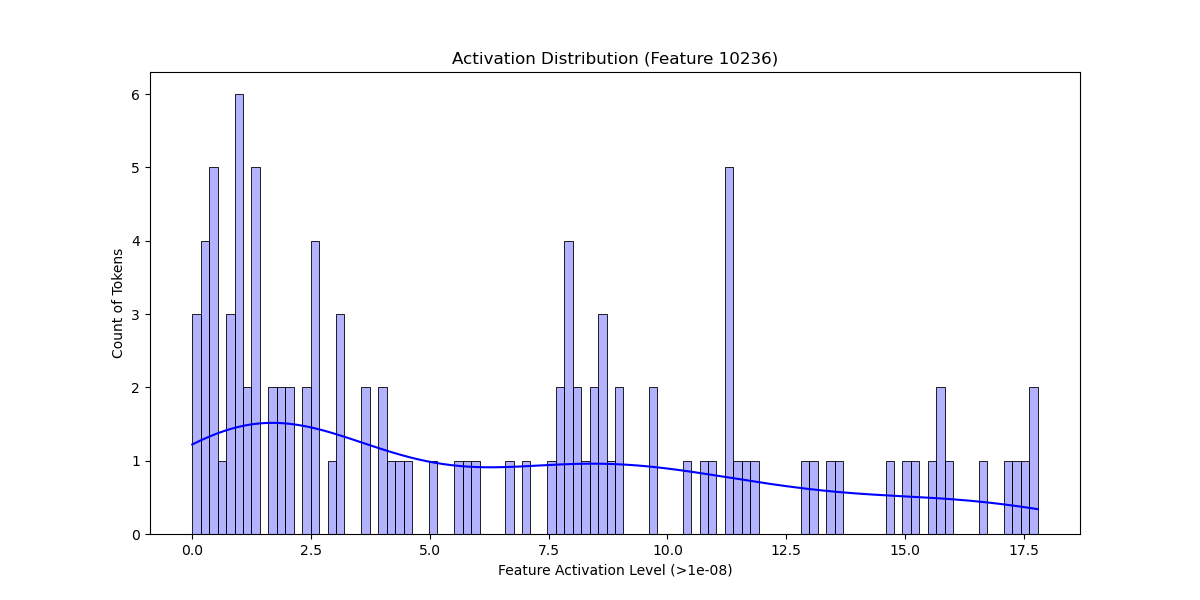 Activation Distribution (Feature 10236)
6
5
4
3
2
1
0
Count of Tokens
0.0 2.5 5.0 7.5 10.0 12.5 15.0 17.5
Feature Activation Level (>1e-08)